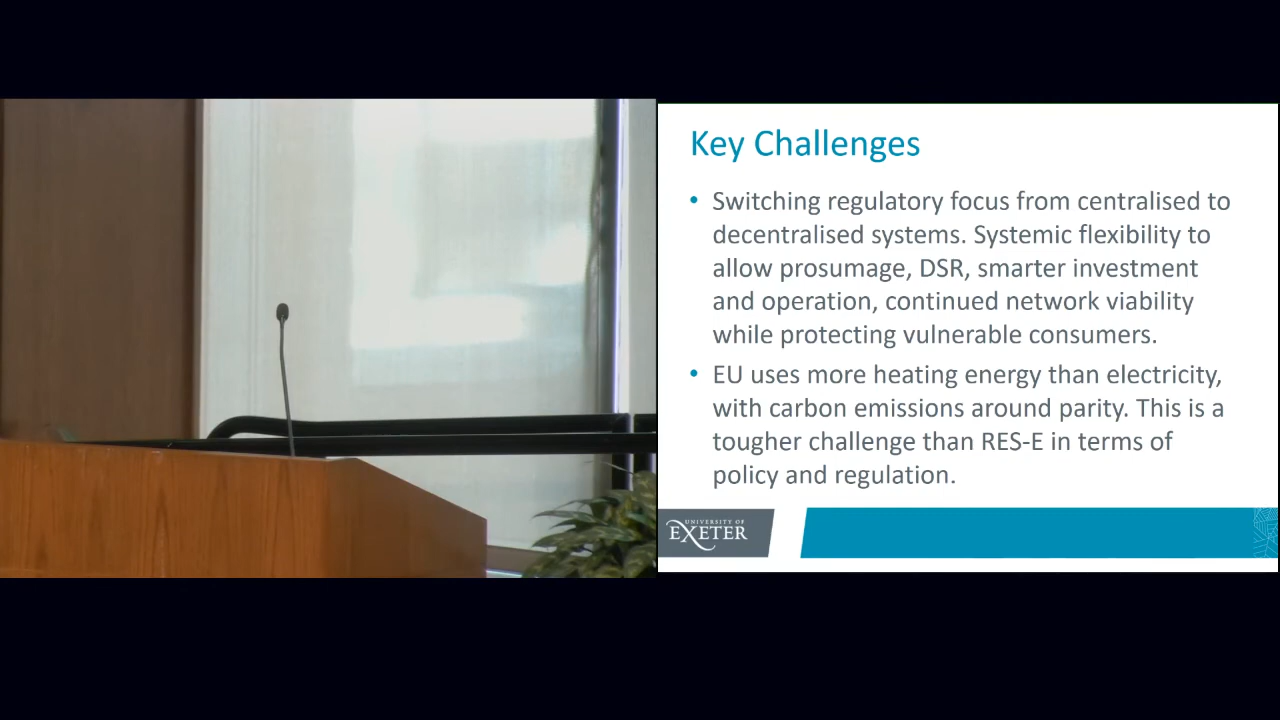 Key Challenges
• Switching regulatory focus from centralised to
decentralised systems. Systemic flexibility to
allow prosumage, DSR, smarter investment
and operation, continued network viability
while protecting vulnerable consumers.
• EU uses more heating energy than electricity,
with carbon emissions around parity. This is a
tougher challenge than RES-E in terms of
policy and regulation.
UNIVERSITY OF
EXETER